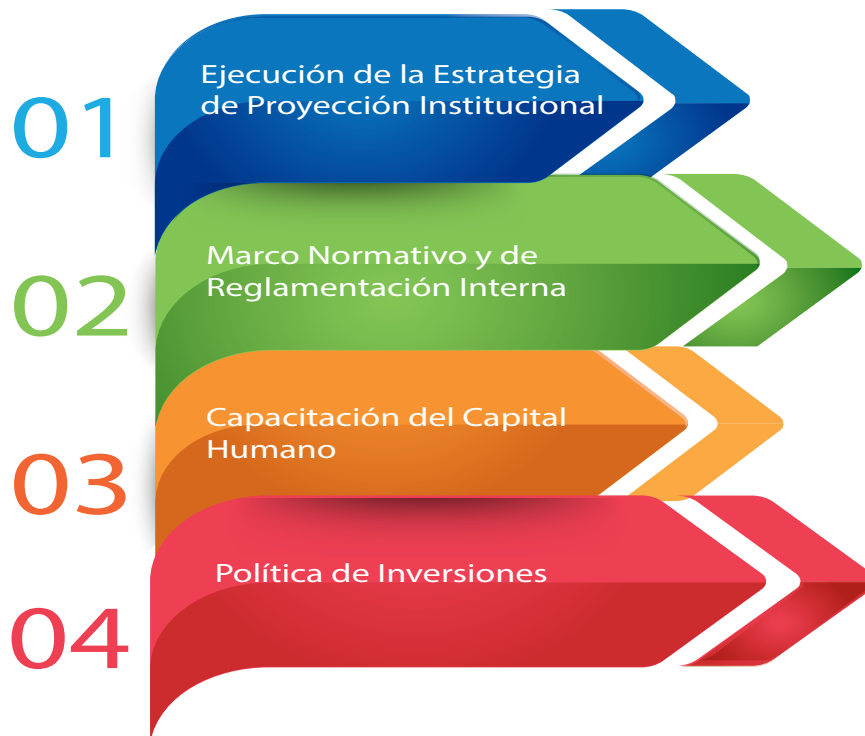 01
Ejecución de la Estrategia
de Proyección Institucional
02
Marco Normativo y de
Reglamentación Interna
03
Capacitación del Capital
Humano
04
Política de Inversiones